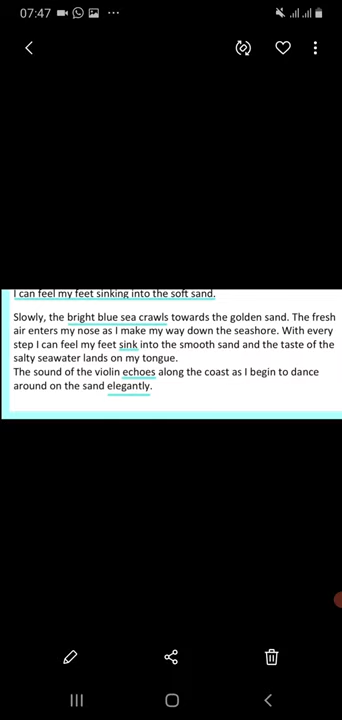 07:47
I can feel my feet sinking into the soft sand.
Slowly, the bright blue sea crawls towards the golden sand. The fresh
air enters my nose as I make my way down the seashore. With every
step I can feel my feet sink into the smooth sand and the taste of the
salty seawater lands on my tongue.
The sound of the violin echoes along the coast as I begin to dance
around on the sand elegantly.